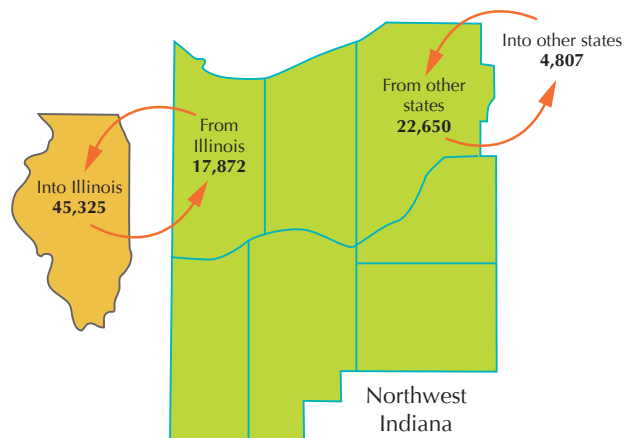 Into other states
4,807
From other
states
22,650
From
Illinois
17,872
Into Illinois
45,325
Northwest
Indiana